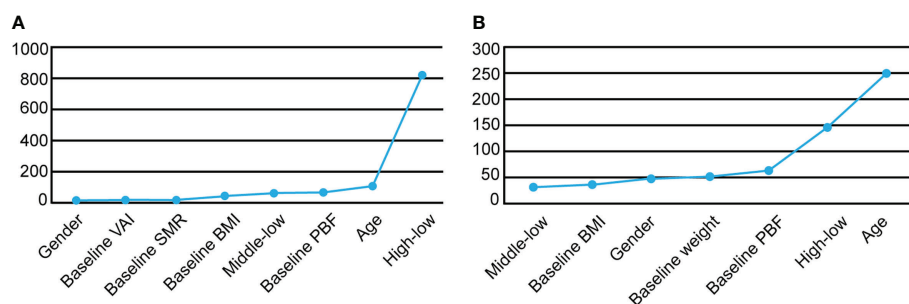 A
1000
800
600
400
200
0
Gender
Baseline VAI
Baseline SMR
Baseline BMI
Middle-low
Baseline PBF
Age
High-low
B
300
250
200
150
100
50
0
Middle-low
Baseline BMI
Gender
Baseline weight
Baseline PBF
High-low
Age